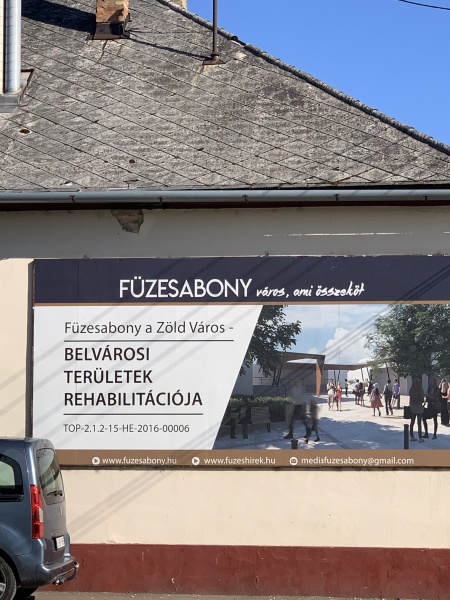 FÜZESABONY város, ami összeköt
Füzesabony a Zöld Város -
BELVÁROSI
TERÜLETEK
REHABILITÁCIÓJA
TOP-2.1.2-15-HE-2016-00006
www.fuzesabony.hu www.fuzeshirek.hu mediafuzesabony@gmail.com